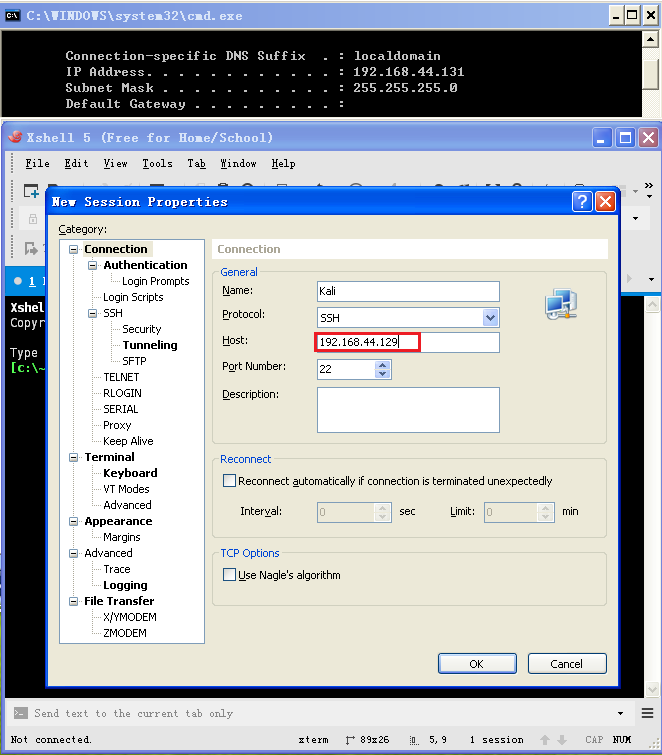 C:\WINDOWS\system32\cmd.exe
Connection-specific DNS Suffix  . : localdomain
IP Address. . . . . . . . . . . . : 192.168.44.131
Subnet Mask . . . . . . . . . . . : 255.255.255.0
Default Gateway . . . . . . . . . :
Xshell 5 (Free for Home/School)
File Edit View Tools Tab Window Help
New Session Properties
Category:
Connection
Authentication
Login Prompts
Login Scripts
SSH
Security
Tunneling
SFTP
TELNET
RLOGIN
SERIAL
Proxy
Keep Alive
Terminal
Keyboard
VT Modes
Advanced
Appearance
Margins
Advanced
Trace
Logging
File Transfer
X/YMODEM
ZMODEM
Connection
General
Name: Kali
Protocol: SSH
Host: 192.168.44.129
Port Number: 22
Description:
Reconnect
Reconnect automatically if connection is terminated unexpectedly
Interval: 0 sec Limit: 0 min
TCP Options
Use Nagle's algorithm
OK Cancel
1
Xshel
Copyr
Type
[c:\~
Send text to the current tab only
Not connected. xterm 89x26 5,9 1 session CAP NUM